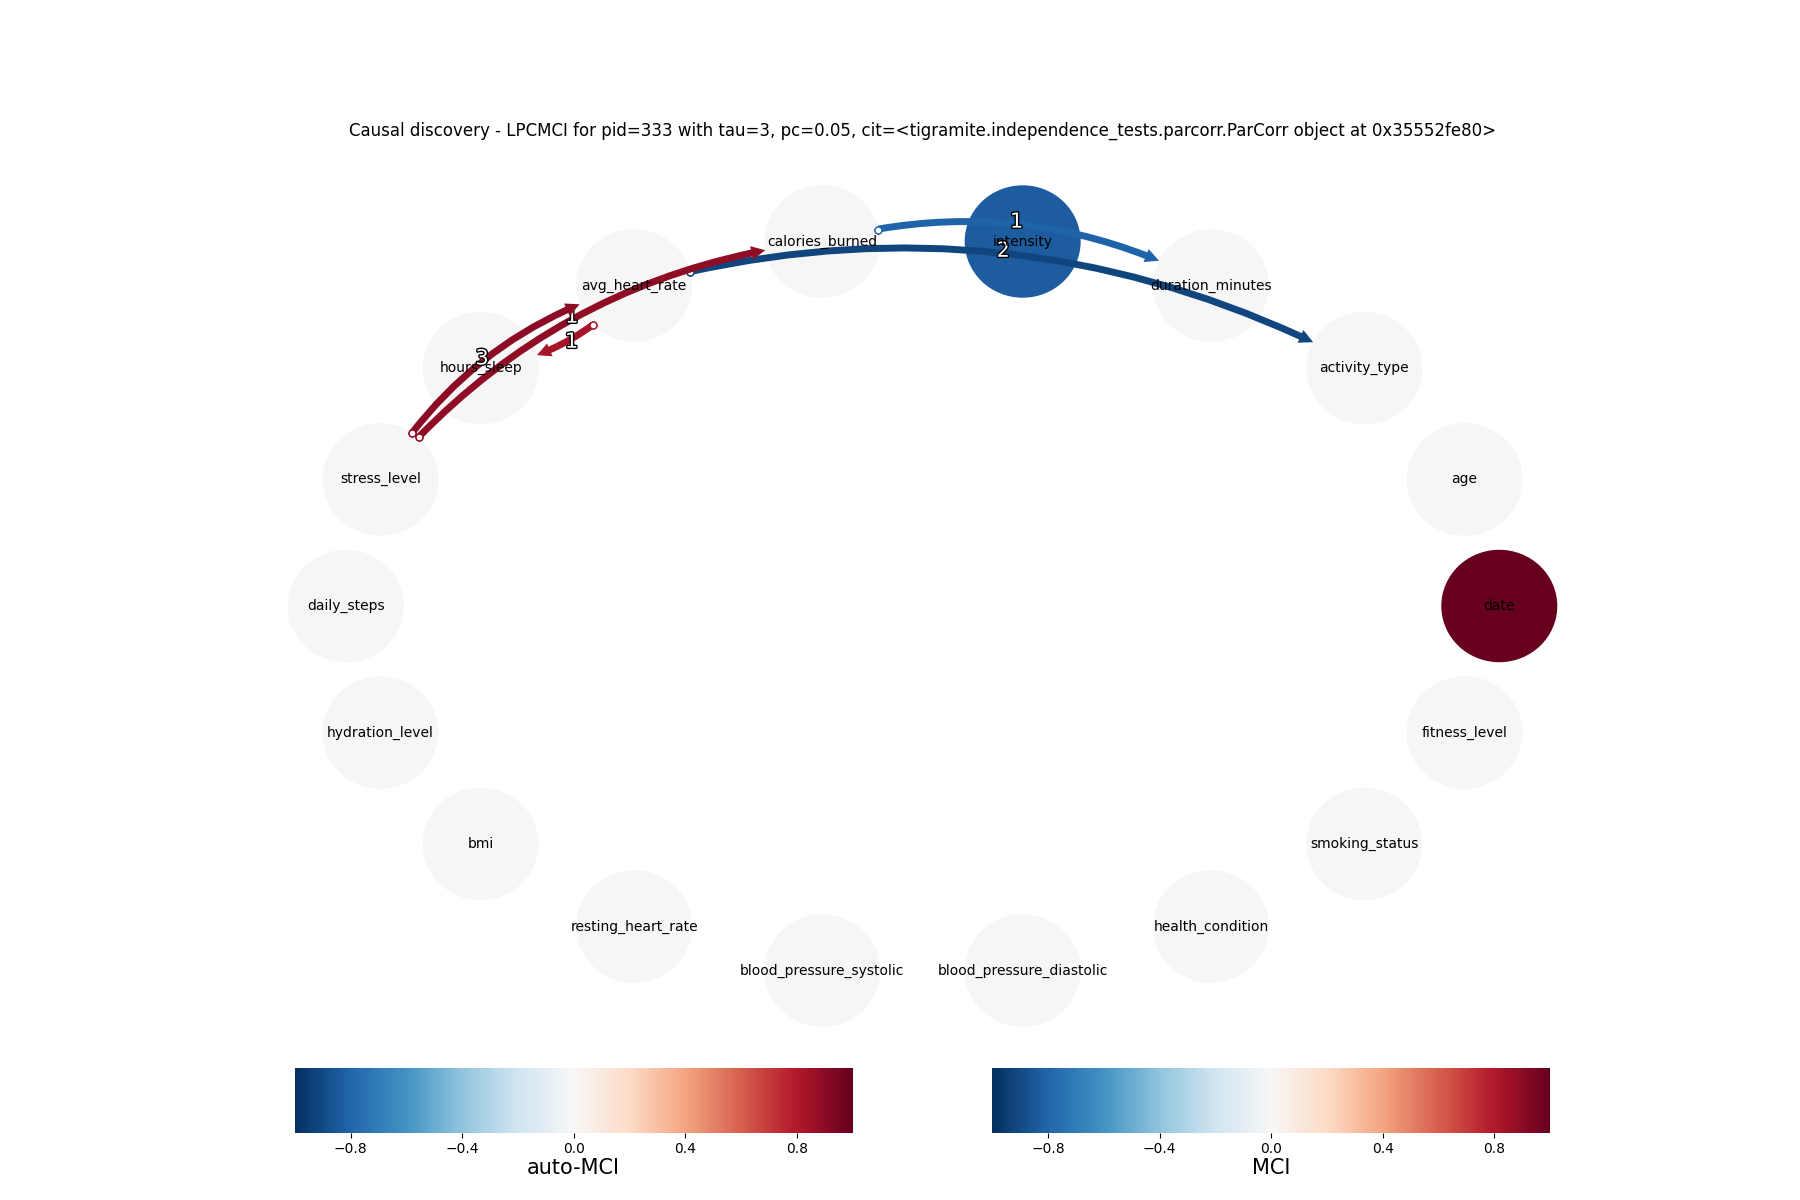 Causal discovery - LPCMCI for pid=333 with tau=3, pc=0.05, cit=<tigramite.independence_tests.parcorr.ParCorr object at 0x35552fe80>
1
calories_burned
intensity
2
avg_heart_rate
duration_minutes
1
1
3
hours_sleep
activity_type
stress_level
age
daily_steps
date
hydration_level
fitness_level
bmi
smoking_status
resting_heart_rate
health_condition
blood_pressure_systolic
blood_pressure_diastolic
−0.8 −0.4 0.0 0.4 0.8
auto-MCI
−0.8 −0.4 0.0 0.4 0.8
MCI